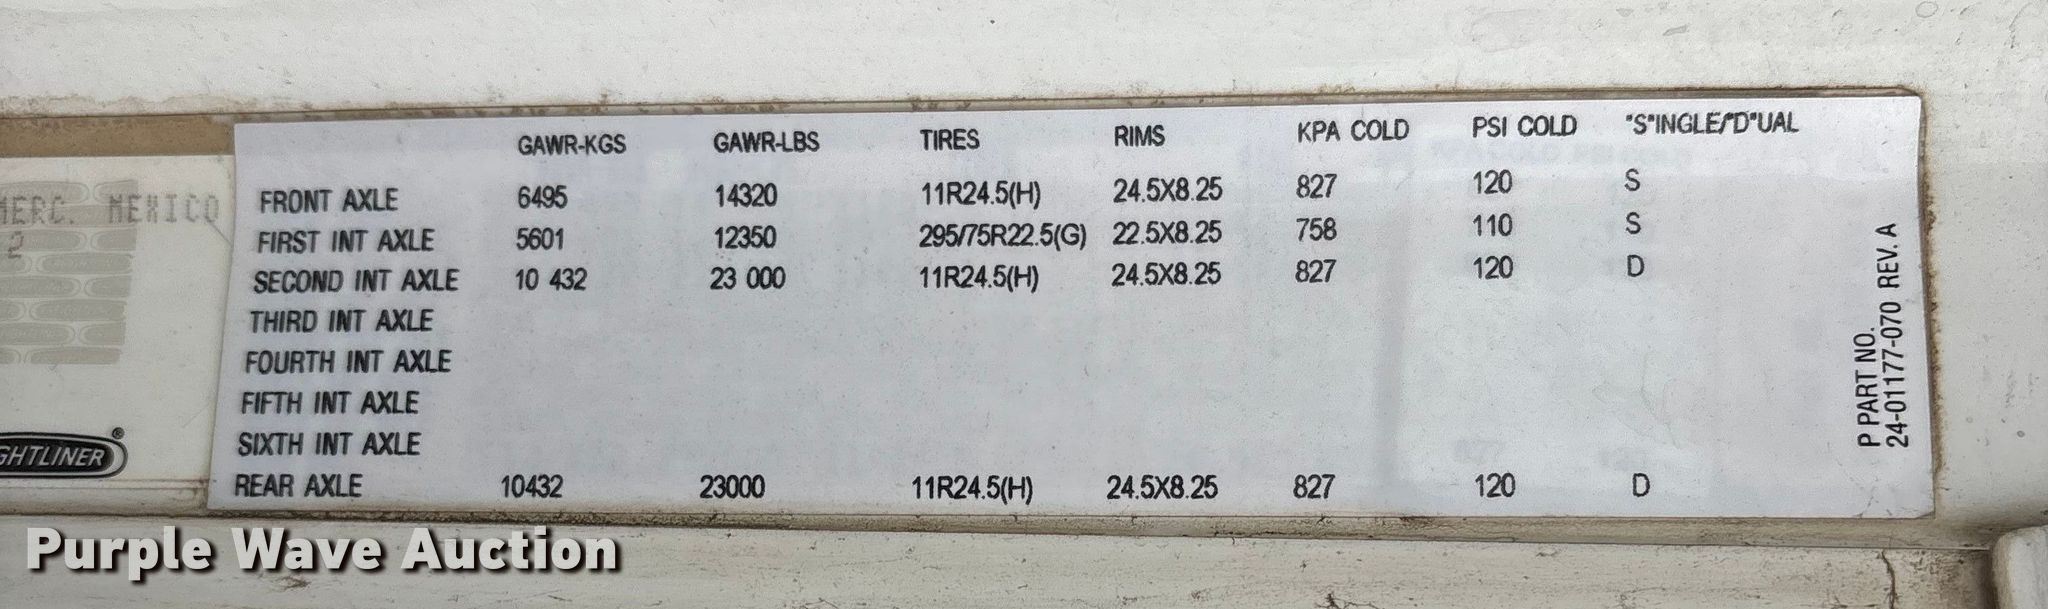 GAWR-KGS GAWR-LBS TIRES RIMS KPA COLD PSI COLD "S"INGLE/"D"UAL
FRONT AXLE 6495 14320 11R24.5(H) 24.5X8.25 827 120 S
FIRST INT AXLE 5601 12350 295/75R22.5(G) 22.5X8.25 758 110 S
SECOND INT AXLE 10 432 23 000 11R24.5(H) 24.5X8.25 827 120 D
THIRD INT AXLE
FOURTH INT AXLE
FIFTH INT AXLE
SIXTH INT AXLE
REAR AXLE 10432 23000 11R24.5(H) 24.5X8.25 827 120 D
P PART NO.
24-01177-070 REV. A
MEXICO
2
GHTLINER®
Purple Wave Auction